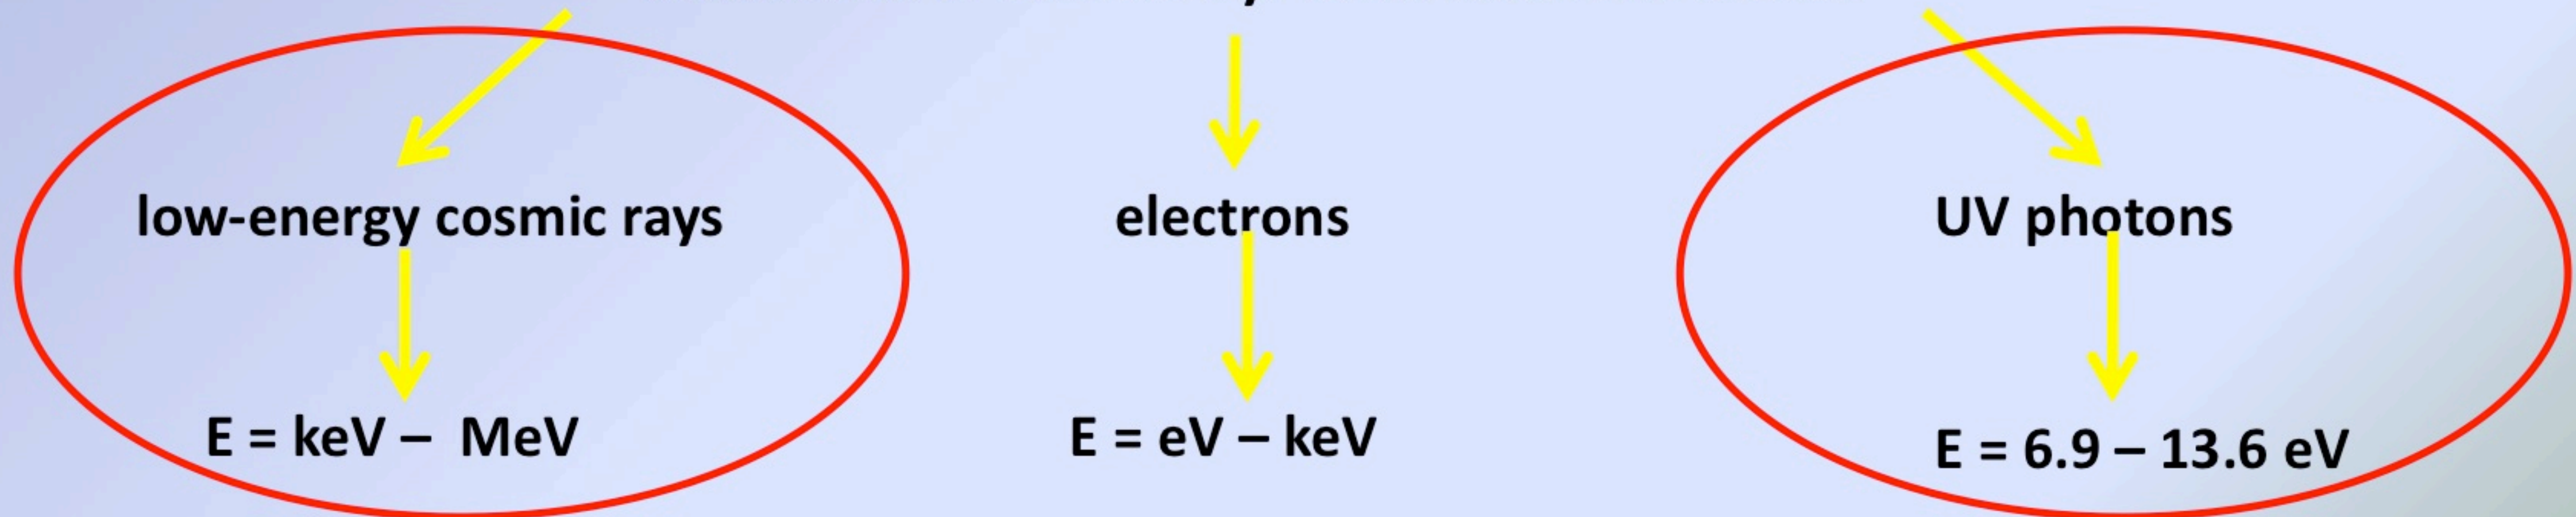 low-energy cosmic rays
electrons
UV photons
E = keV – MeV
E = eV – keV
E = 6.9 – 13.6 eV